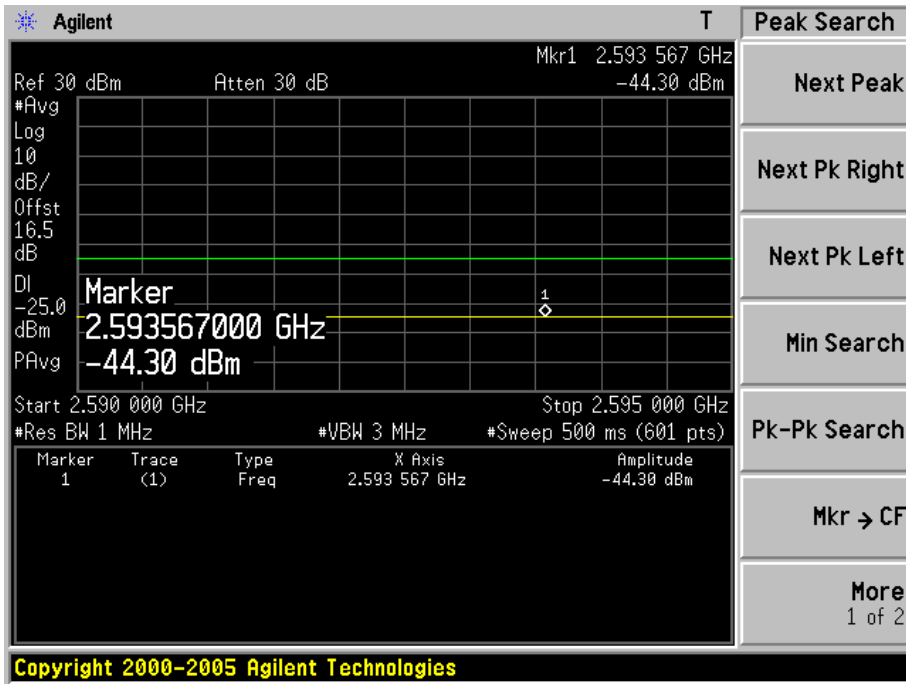 Agilent T Peak Search
Mkr1 2.593 567 GHz
Ref 30 dBm Atten 30 dB -44.30 dBm
#Avg
Log
10
dB/
Offst
16.5
dB
DI
-25.0
dBm
PAvg
Marker
2.593567000 GHz
-44.30 dBm
1
Start 2.590 000 GHz Stop 2.595 000 GHz
#Res BW 1 MHz #VBW 3 MHz #Sweep 500 ms (601 pts)
Marker Trace Type X Axis Amplitude
1 (1) Freq 2.593 567 GHz -44.30 dBm
Next Peak
Next Pk Right
Next Pk Left
Min Search
Pk-Pk Search
Mkr → CF
More
1 of 2
Copyright 2000-2005 Agilent Technologies